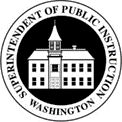 SUPERINTENDENT OF PUBLIC INSTRUCTION
WASHINGTON